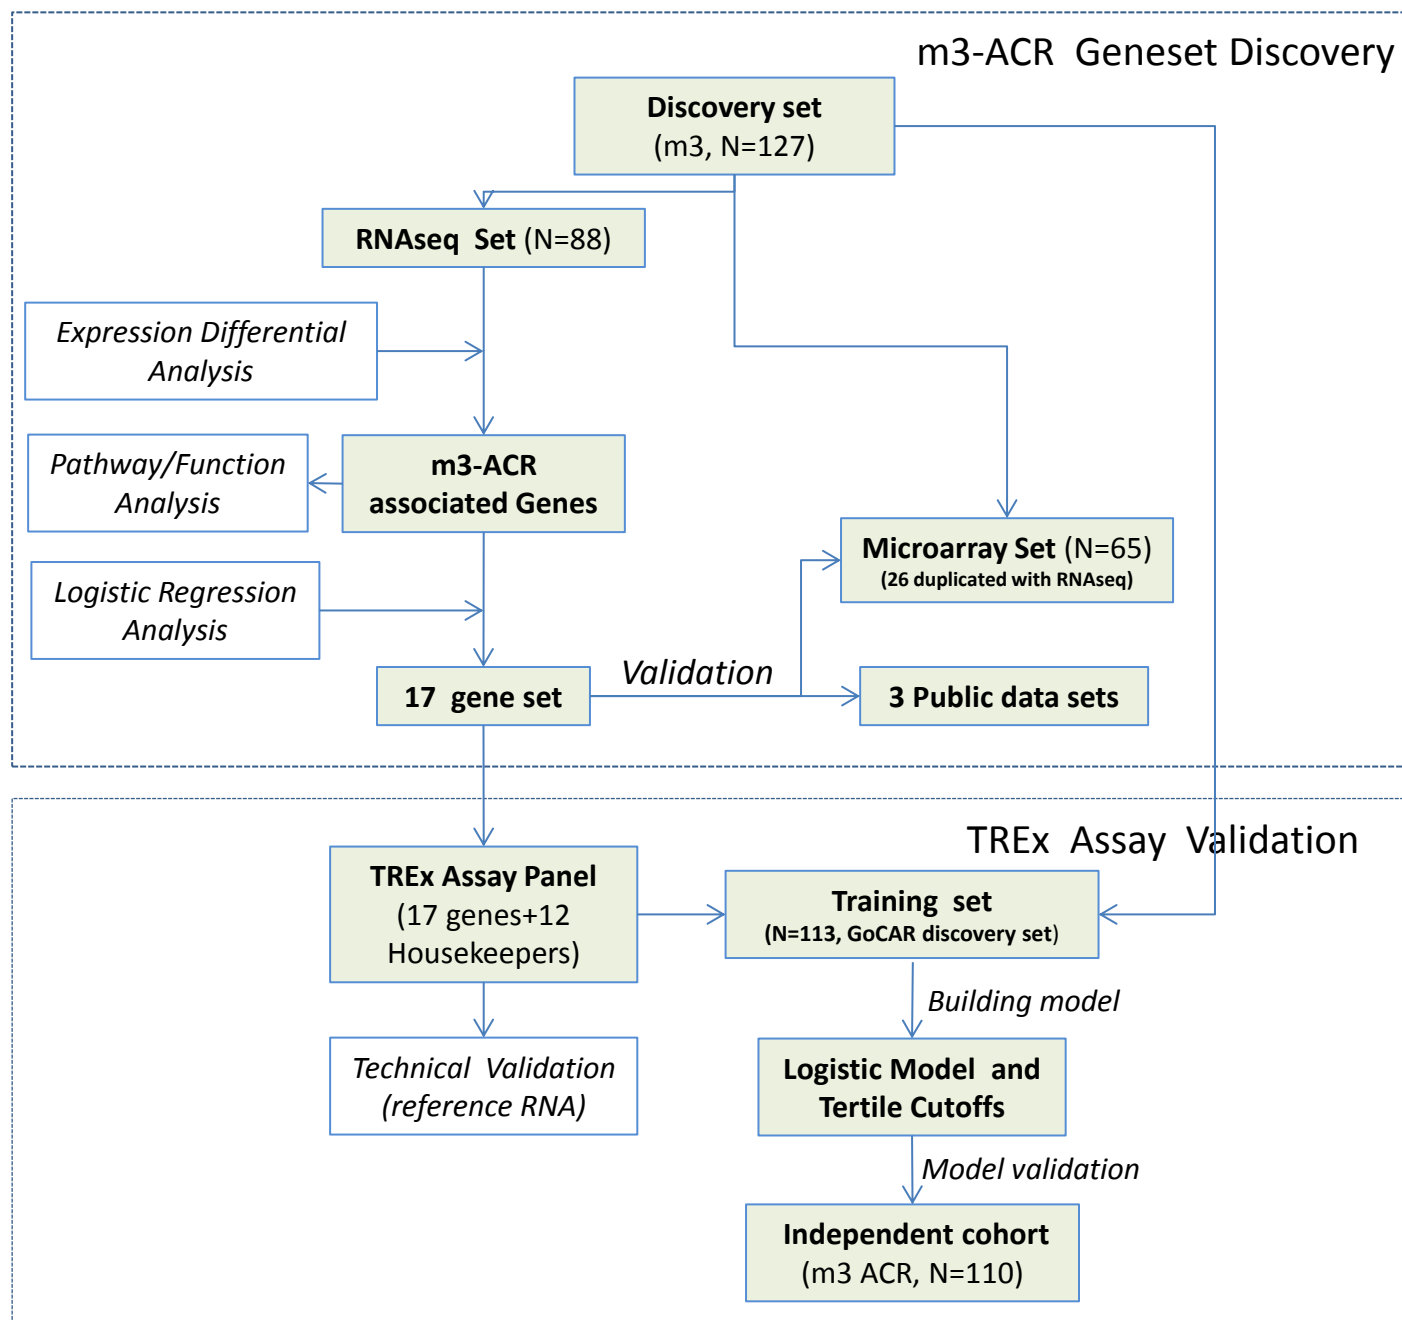 m3-ACR Geneset Discovery
Discovery set
(m3, N=127)
RNAseq Set (N=88)
Expression Differential
Analysis
Pathway/Function
Analysis
m3-ACR
associated Genes
Microarray Set (N=65)
(26 duplicated with RNAseq)
Logistic Regression
Analysis
17 gene set
Validation
3 Public data sets
TREx Assay Validation
TREx Assay Panel
(17 genes+12
Housekeepers)
Training set
(N=113, GoCAR discovery set)
Building model
Technical Validation
(reference RNA)
Logistic Model and
Tertile Cutoffs
Model validation
Independent cohort
(m3 ACR, N=110)